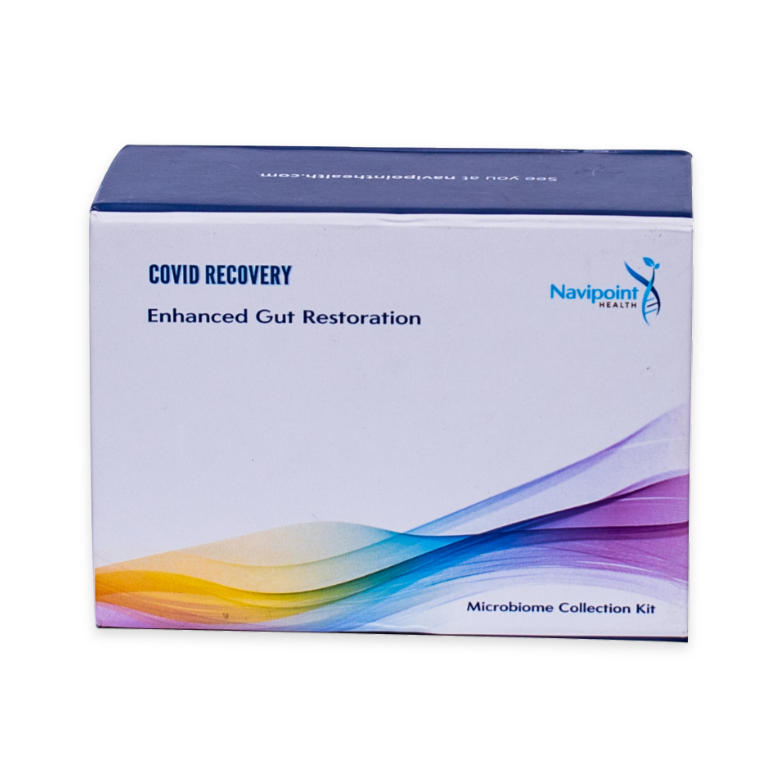 See you at navipointhealth.com
COVID RECOVERY
Enhanced Gut Restoration
Navipoint
HEALTH
Microbiome Collection Kit